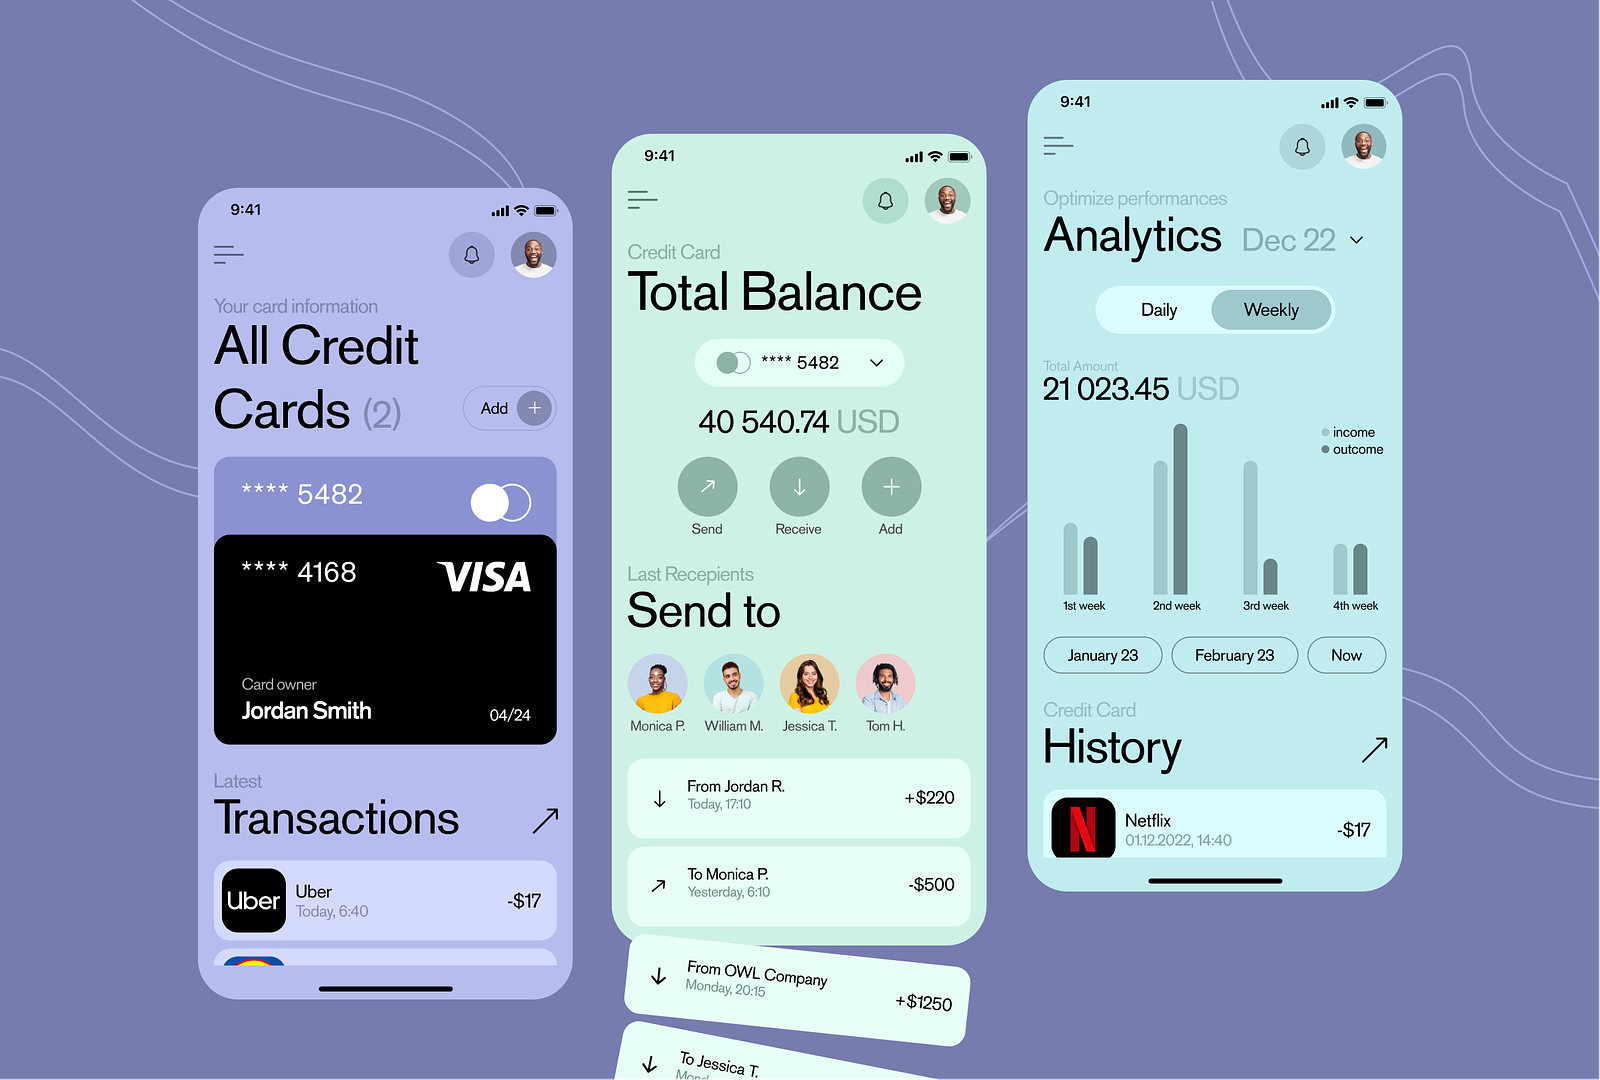 9:41
Your card information
All Credit
Cards (2)
Add
**** 5482
**** 4168
VISA
Card owner
Jordan Smith
04/24
Latest
Transactions
Uber
Uber
Today, 6:40
-$17
9:41
Credit Card
Total Balance
**** 5482
40 540.74 USD
Send
Receive
Add
Last Recepients
Send to
Monica P.
William M.
Jessica T.
Tom H.
From Jordan R.
Today, 17:10
+$220
To Monica P.
Yesterday, 6:10
-$500
From OWL Company
Monday, 20:15
+$1250
To Jessica T.
9:41
Optimize performances
Analytics Dec 22
Daily
Weekly
Total Amount
21 023.45 USD
income
outcome
1st week
2nd week
3rd week
4th week
January 23
February 23
Now
Credit Card
History
N
Netflix
01.12.2022, 14:40
-$17